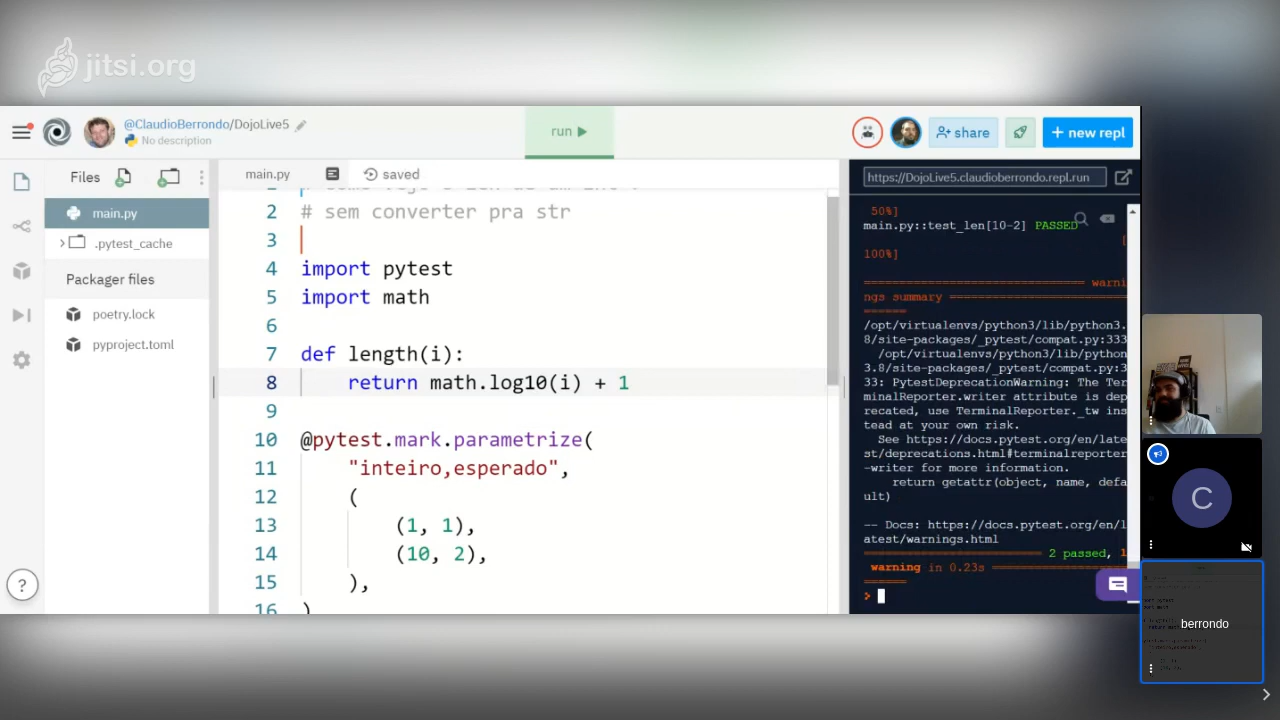 jitsi.org
@ClaudioBerrondo/DojoLive5
No description
run
share
+ new repl
Files
main.py
.pytest_cache
Packager files
poetry.lock
pyproject.toml
?
main.py
saved
2 # sem converter pra str
3
4 import pytest
5 import math
6
7 def length(i):
8 return math.log10(i) + 1
9
10 @pytest.mark.parametrize(
11 "inteiro,esperado",
12 (
13 (1, 1),
14 (10, 2),
15 ),
16 )
https://DojoLive5.claudioberrondo.repl.run
50%]
main.py::test_len[10-2] PASSED
[
100%]
============================ warni
ngs summary ======================
======
/opt/virtualenvs/python3/lib/python3.
8/site-packages/_pytest/compat.py:333
/opt/virtualenvs/python3/lib/python
3.8/site-packages/_pytest/compat.py:3
33: PytestDeprecationWarning: The Ter
minalReporter.writer attribute is dep
recated, use TerminalReporter._tw ins
tead at your own risk.
See https://docs.pytest.org/en/late
st/deprecations.html#terminalreporter
-writer for more information.
return getattr(object, name, defa
ult)
-- Docs: https://docs.pytest.org/en/l
atest/warnings.html
======================= 2 passed, 1
warning in 0.23s =================
======
>
C
berrondo